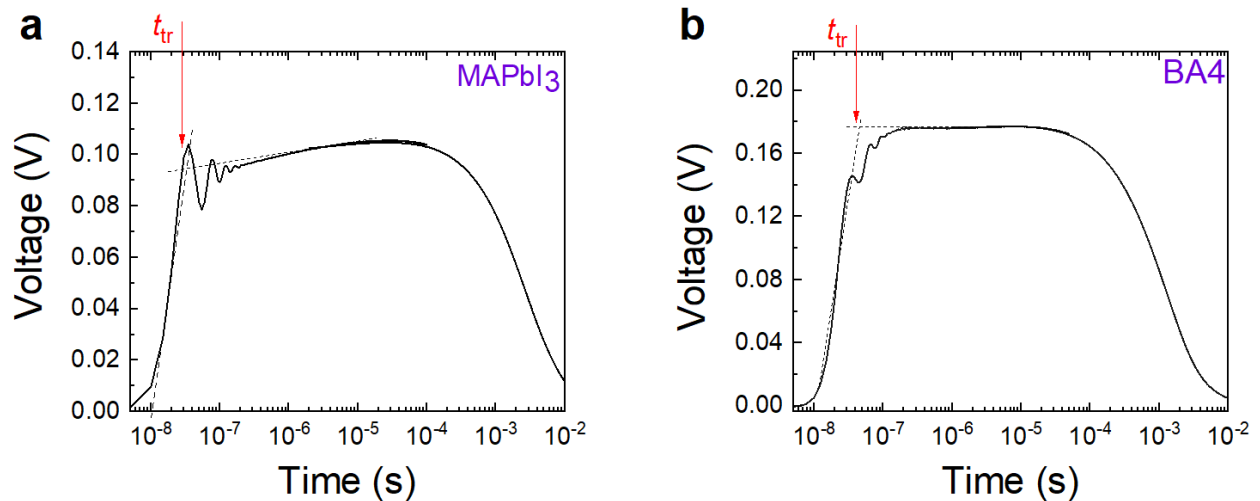 a
t_tr
MAPbI3
0.14
0.12
0.10
0.08
0.06
0.04
0.02
0.00
Voltage (V)
10^-8 10^-7 10^-6 10^-5 10^-4 10^-3 10^-2
Time (s)
b
t_tr
BA4
0.20
0.16
0.12
0.08
0.04
0.00
Voltage (V)
10^-8 10^-7 10^-6 10^-5 10^-4 10^-3 10^-2
Time (s)